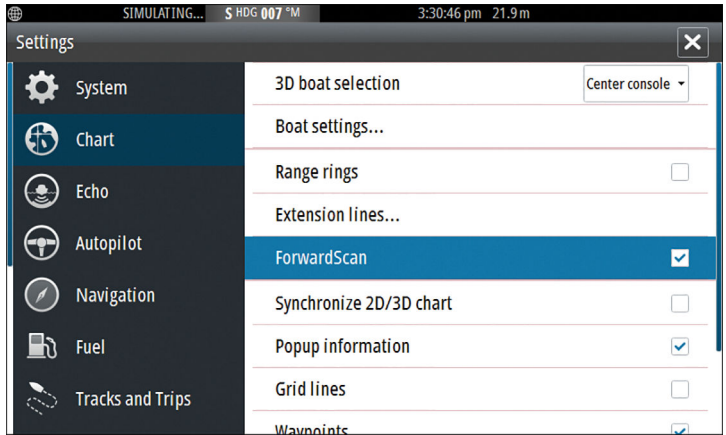 SIMULATING... S HDG 007 °M 3:30:46 pm 21.9 m
Settings
System
Chart
Echo
Autopilot
Navigation
Fuel
Tracks and Trips
3D boat selection Center console
Boat settings...
Range rings
Extension lines...
ForwardScan
Synchronize 2D/3D chart
Popup information
Grid lines
Waypoints